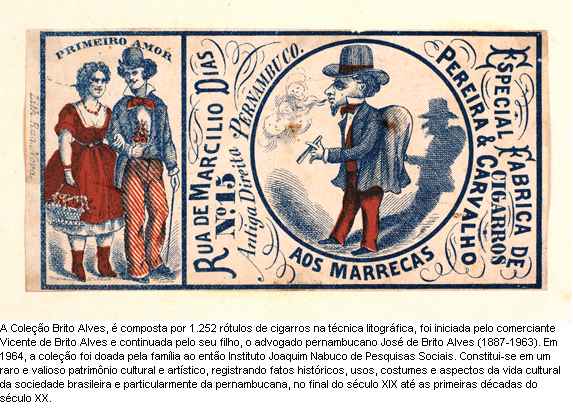 PRIMEIRO AMOR
RUA DE MARCILIO DIAS
Nº 15
Antiga Direita PERNAMBUCO.
AOS MARRECAS
PEREIRA & CARVALHO
ESPECIAL FABRICA DE
CIGARROS
A Coleção Brito Alves, é composta por 1.252 rótulos de cigarros na técnica litográfica, foi iniciada pelo comerciante
Vicente de Brito Alves e continuada pelo seu filho, o advogado pernambucano José de Brito Alves (1887-1963). Em
1964, a coleção foi doada pela família ao então Instituto Joaquim Nabuco de Pesquisas Sociais. Constitui-se em um
raro e valioso patrimônio cultural e artístico, registrando fatos históricos, usos, costumes e aspectos da vida cultural
da sociedade brasileira e particularmente da pernambucana, no final do século XIX até as primeiras décadas do
século XX.